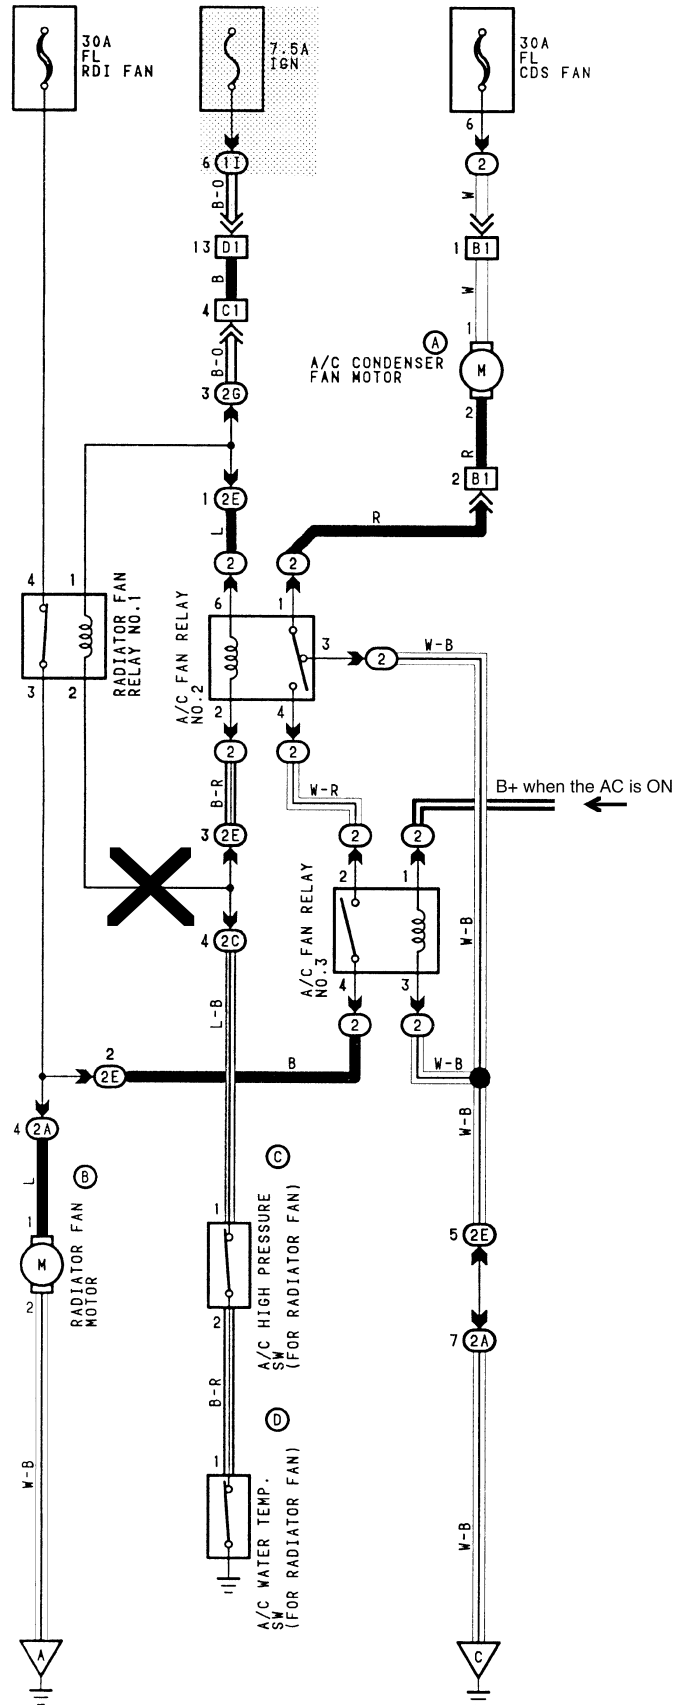 30A
FL
RDI FAN
7.5A
IGN
30A
FL
CDS FAN
6
6 1I
2
B-O
W
13 D1
1 B1
B
W
4 C1
1
A
B-O
A/C CONDENSER
FAN MOTOR
M
3 2G
2
R
1 2E
2 B1
L
R
2
2
4
1
6
1
RADIATOR FAN
RELAY NO.1
A/C FAN RELAY
NO.2
3
2
W-B
3
2
2
4
2
2
B-R
W-R
B+ when the AC is ON
3 2E
2
2
A/C FAN RELAY
NO.3
2
1
W-B
4 2C
4
3
L-B
2
2
2
2E
B
W-B
W-B
4 2A
L
B
C
1
RADIATOR FAN
MOTOR
M
2
1
A/C HIGH PRESSURE
SW
(FOR RADIATOR FAN)
2
5 2E
7 2A
B-R
D
W-B
1
A/C WATER TEMP.
SW
(FOR RADIATOR FAN)
W-B
A
C